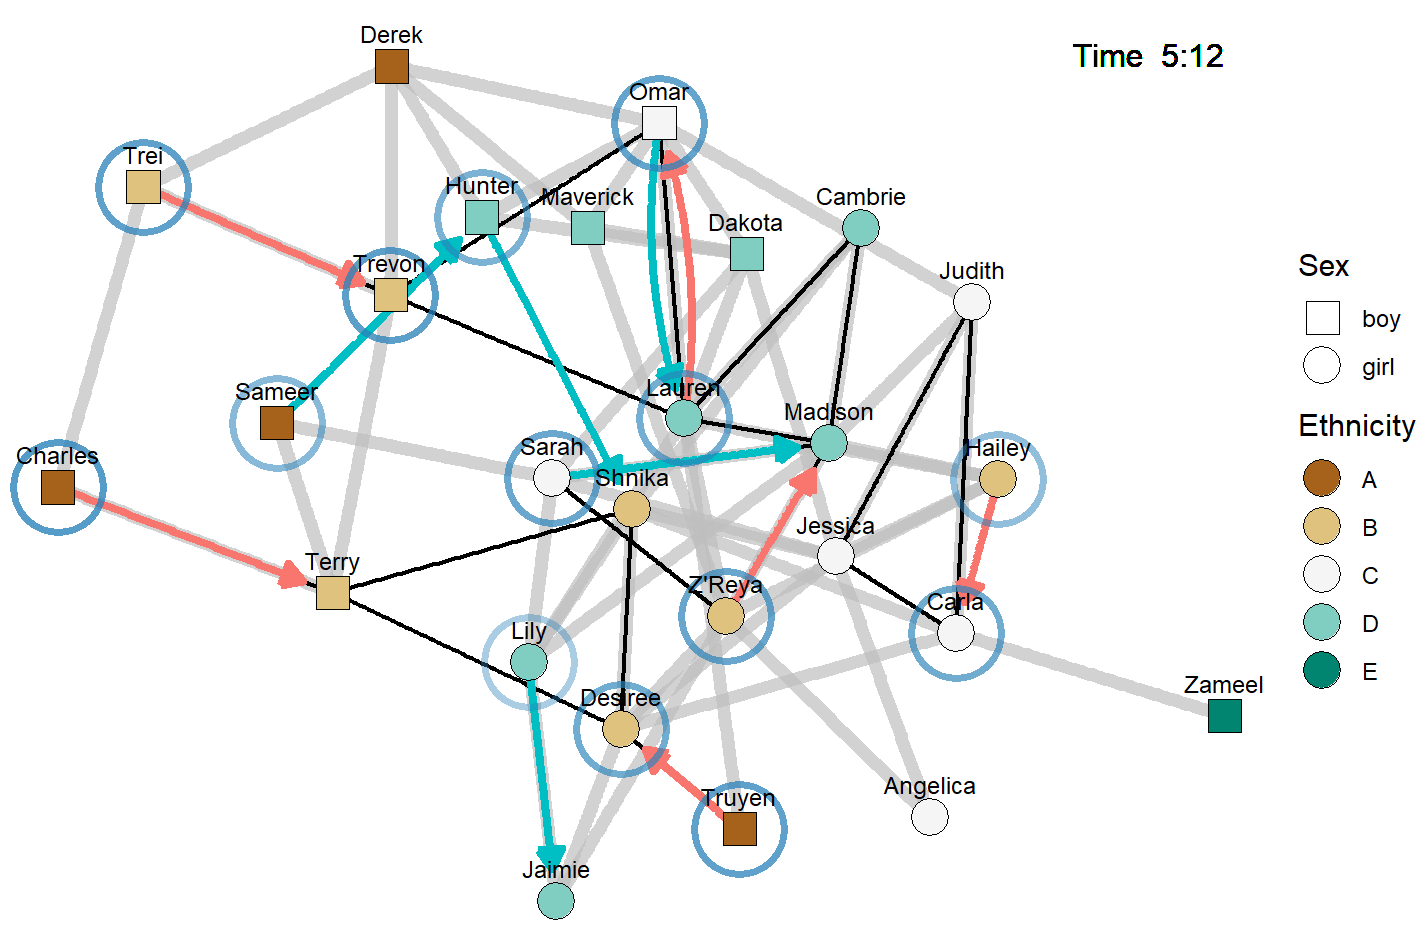 Time 5:12
Derek
Omar
Trei
Hunter
Maverick
Cambrie
Dakota
Trevon
Judith
Sameer
Lauren
Madison
Charles
Sarah
Hailey
Shnika
Jessica
Terry
Z'Reya
Carla
Lily
Desiree
Zameel
Truyen
Angelica
Jaimie
Sex
boy
girl
Ethnicity
A
B
C
D
E